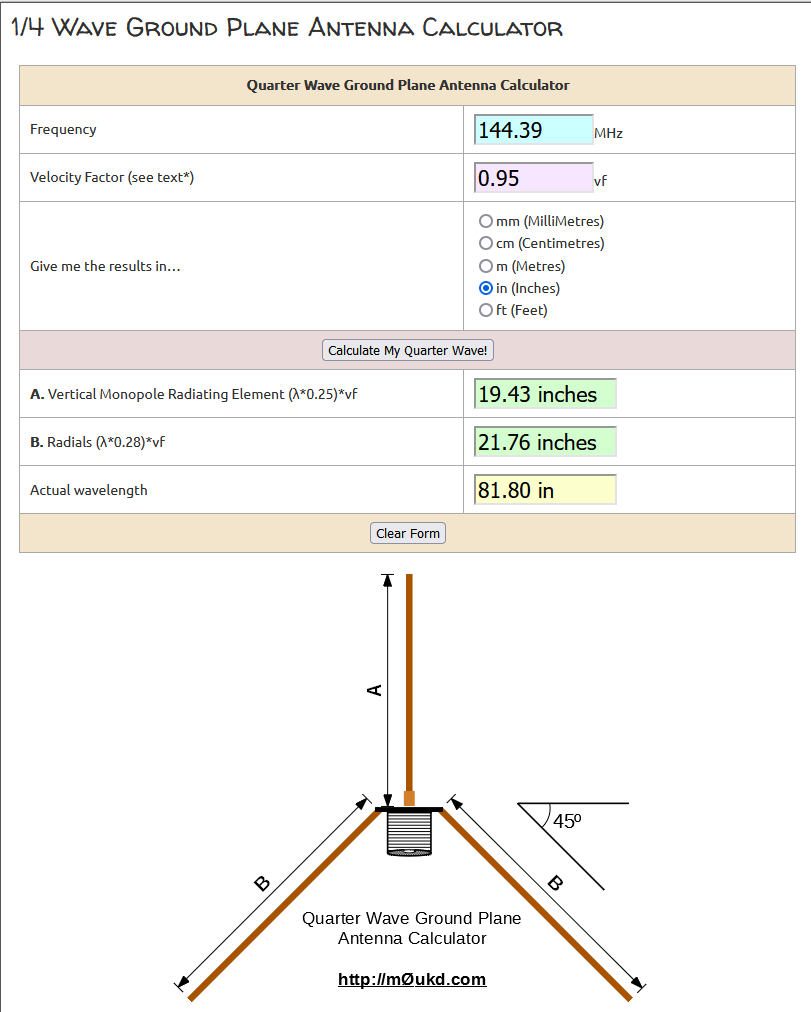 1/4 Wave Ground Plane Antenna Calculator
Quarter Wave Ground Plane Antenna Calculator
Frequency
144.39 MHz
Velocity Factor (see text*)
0.95 vf
Give me the results in...
mm (MilliMetres)
cm (Centimetres)
m (Metres)
in (Inches)
ft (Feet)
Calculate My Quarter Wave!
A. Vertical Monopole Radiating Element (λ*0.25)*vf
19.43 inches
B. Radials (λ*0.28)*vf
21.76 inches
Actual wavelength
81.80 in
Clear Form
A
45º
B
B
Quarter Wave Ground Plane
Antenna Calculator
http://mØukd.com